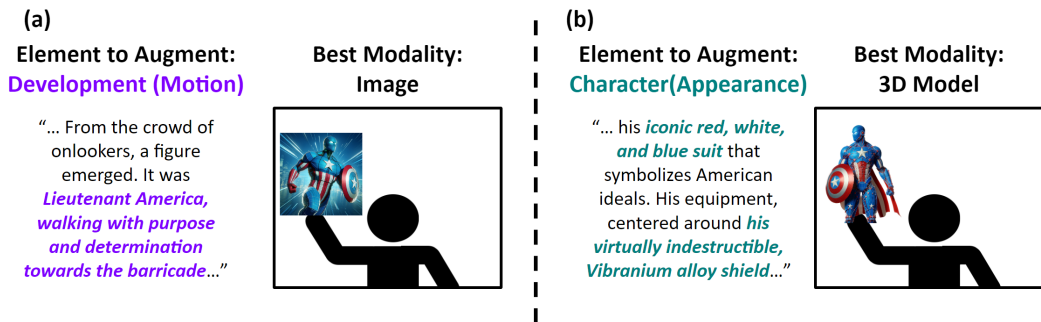 (a)
Element to Augment:
Development (Motion)
Best Modality:
Image
“... From the crowd of
onlookers, a figure
emerged. It was
Lieutenant America,
walking with purpose
and determination
towards the barricade...”
(b)
Element to Augment:
Character(Appearance)
Best Modality:
3D Model
“... his iconic red, white,
and blue suit that
symbolizes American
ideals. His equipment,
centered around his
virtually indestructible,
Vibranium alloy shield...”